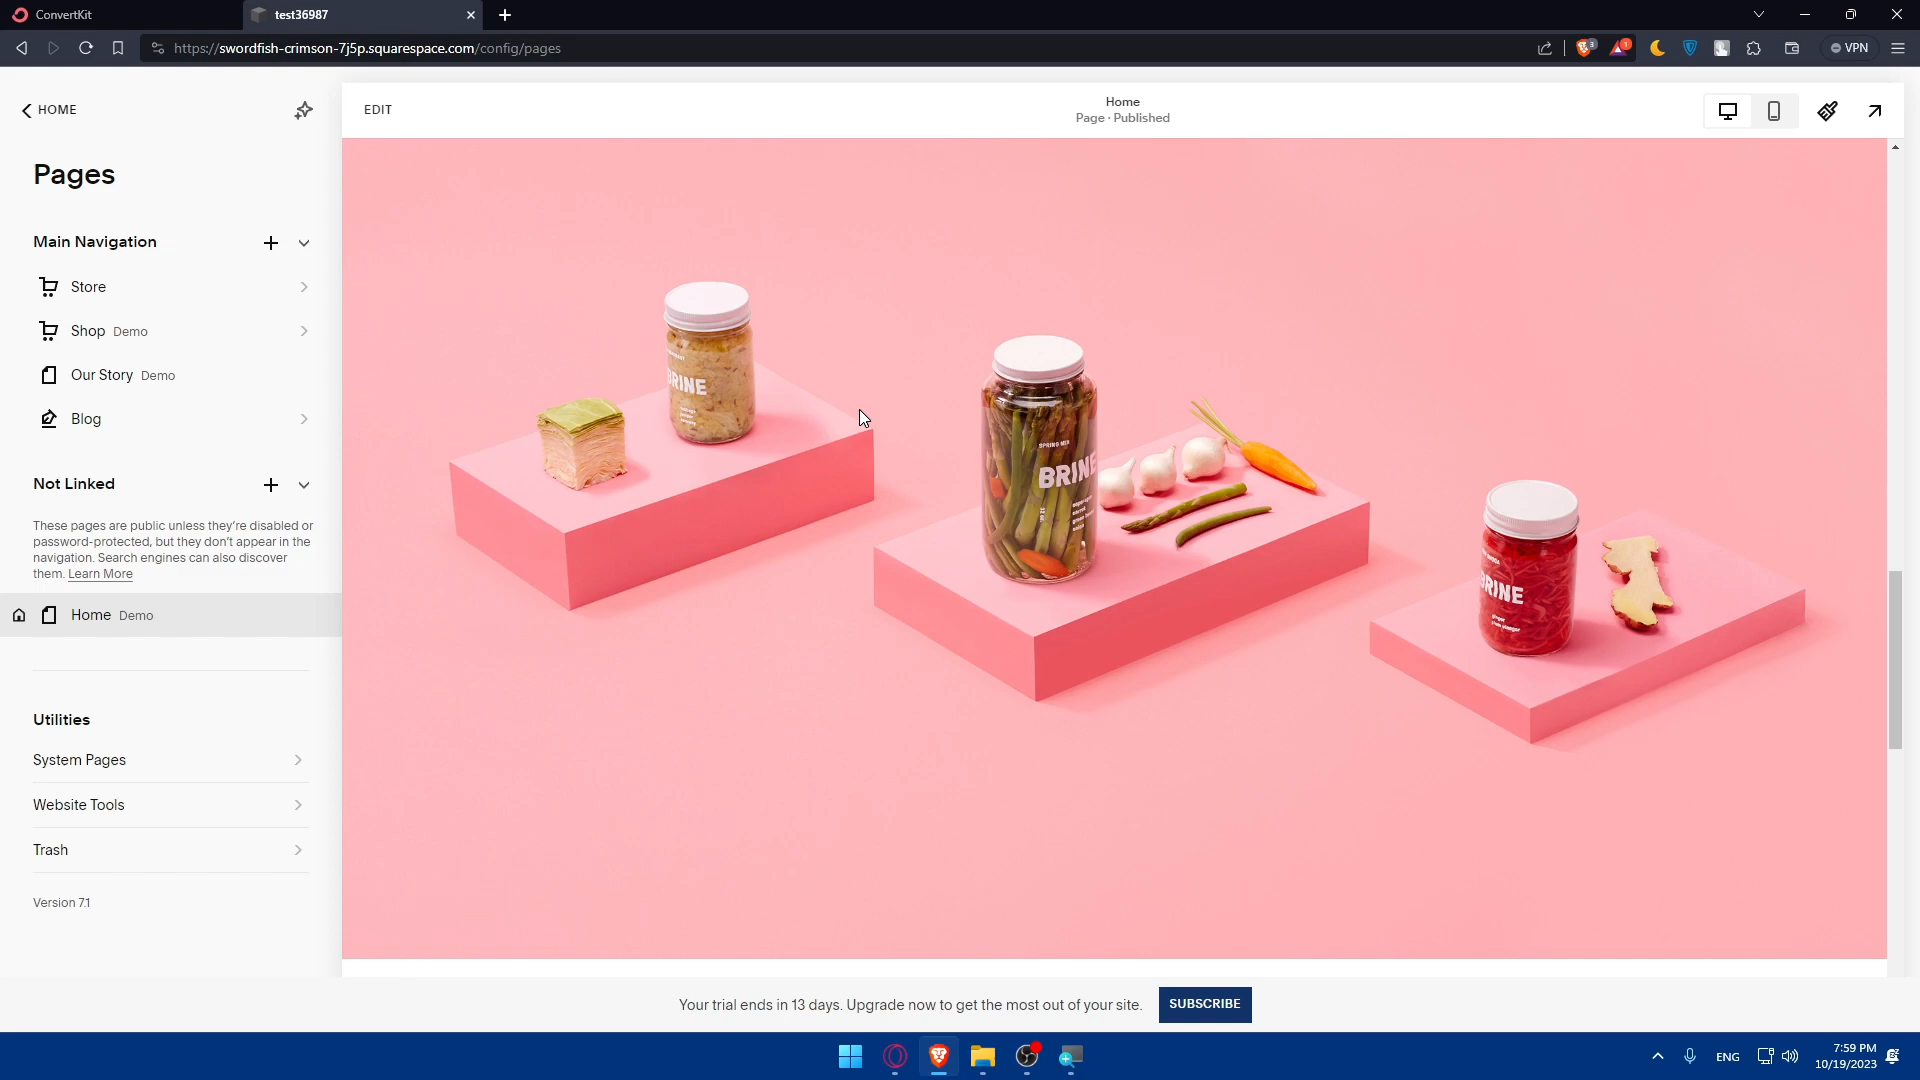 ConvertKit
test36987
https://swordfish-crimson-7j5p.squarespace.com/config/pages
3
1
VPN
HOME
EDIT
Home
Page · Published
Pages
Main Navigation
Store
Shop Demo
Our Story Demo
Blog
Not Linked
These pages are public unless they're disabled or
password-protected, but they don't appear in the
navigation. Search engines can also discover
them. Learn More
Home Demo
Utilities
System Pages
Website Tools
Trash
Version 7.1
BRINE
SPRING MIX
BRINE
BRINE
Your trial ends in 13 days. Upgrade now to get the most out of your site.
SUBSCRIBE
ENG
7:59 PM
10/19/2023